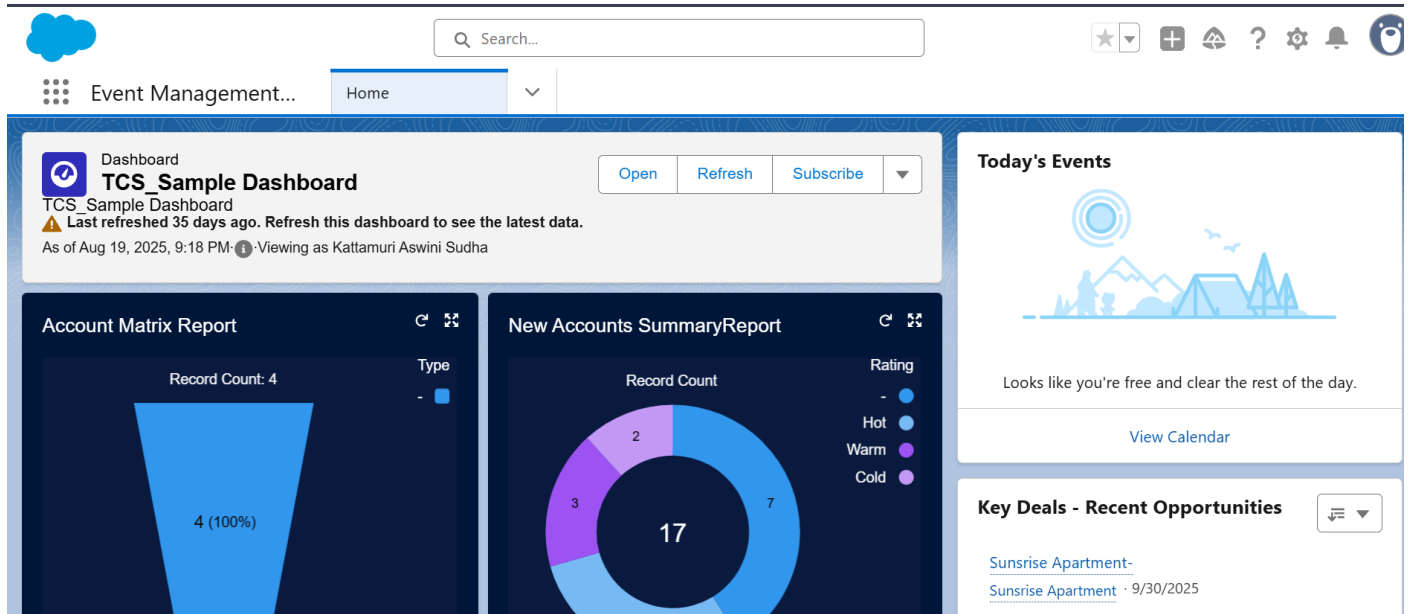 Search...
Event Management...
Home
Dashboard
TCS_Sample Dashboard
TCS_Sample Dashboard
Last refreshed 35 days ago. Refresh this dashboard to see the latest data.
As of Aug 19, 2025, 9:18 PM·Viewing as Kattamuri Aswini Sudha
Open
Refresh
Subscribe
Account Matrix Report
Record Count: 4
Type
-
4 (100%)
New Accounts SummaryReport
Record Count
Rating
-
Hot
Warm
Cold
2
3
7
17
Today's Events
Looks like you're free and clear the rest of the day.
View Calendar
Key Deals - Recent Opportunities
Sunsrise Apartment-
Sunsrise Apartment · 9/30/2025